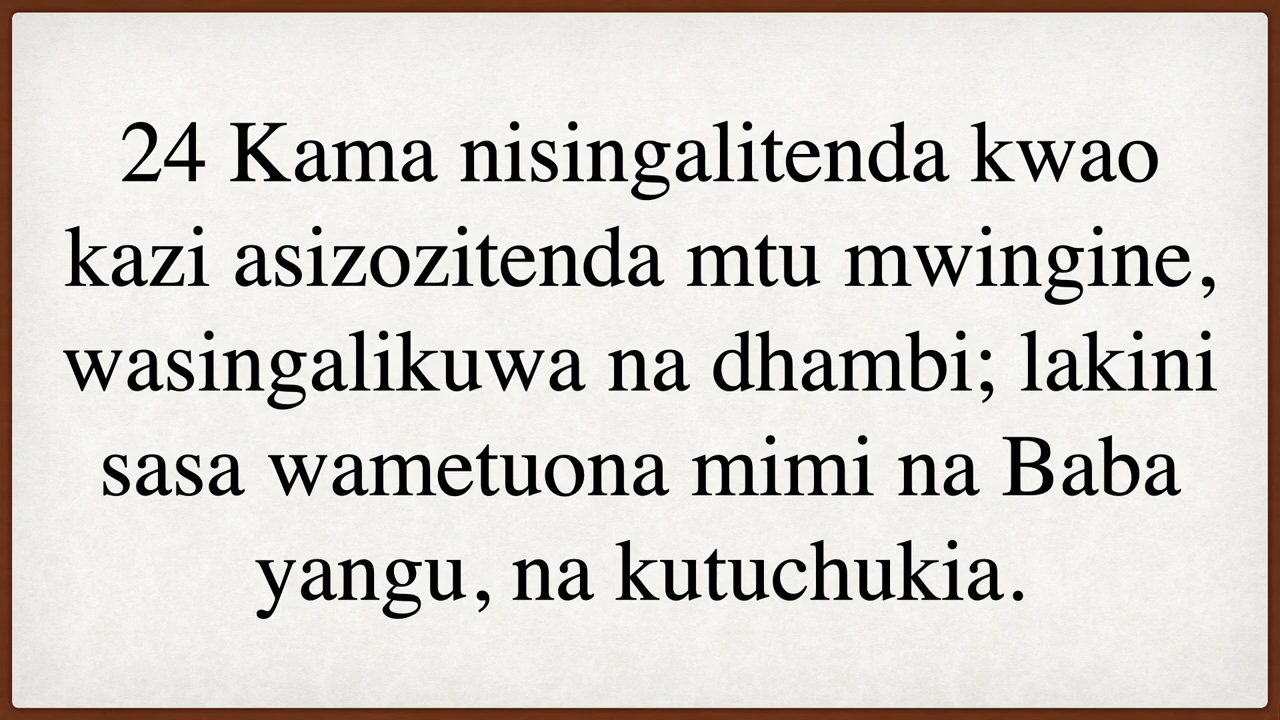 24 Kama nisingalitenda kwao
kazi asizozitenda mtu mwingine,
wasingalikuwa na dhambi; lakini
sasa wametuona mimi na Baba
yangu, na kutuchukia.